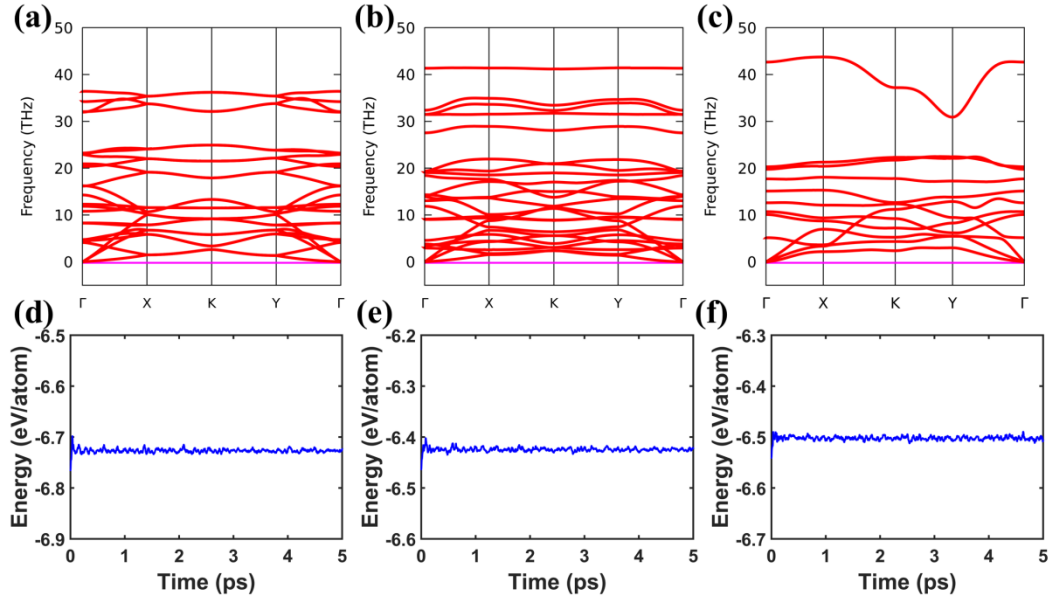 (a)
(b)
(c)
50
40
30
20
10
0
Frequency (THz)
Γ X K Y Γ
50
40
30
20
10
0
Frequency (THz)
Γ X K Y Γ
50
40
30
20
10
0
Frequency (THz)
Γ X K Y Γ
(d)
(e)
(f)
-6.5
-6.6
-6.7
-6.8
-6.9
Energy (eV/atom)
0 1 2 3 4 5
Time (ps)
-6.2
-6.3
-6.4
-6.5
-6.6
Energy (eV/atom)
0 1 2 3 4 5
Time (ps)
-6.3
-6.4
-6.5
-6.6
-6.7
Energy (eV/atom)
0 1 2 3 4 5
Time (ps)